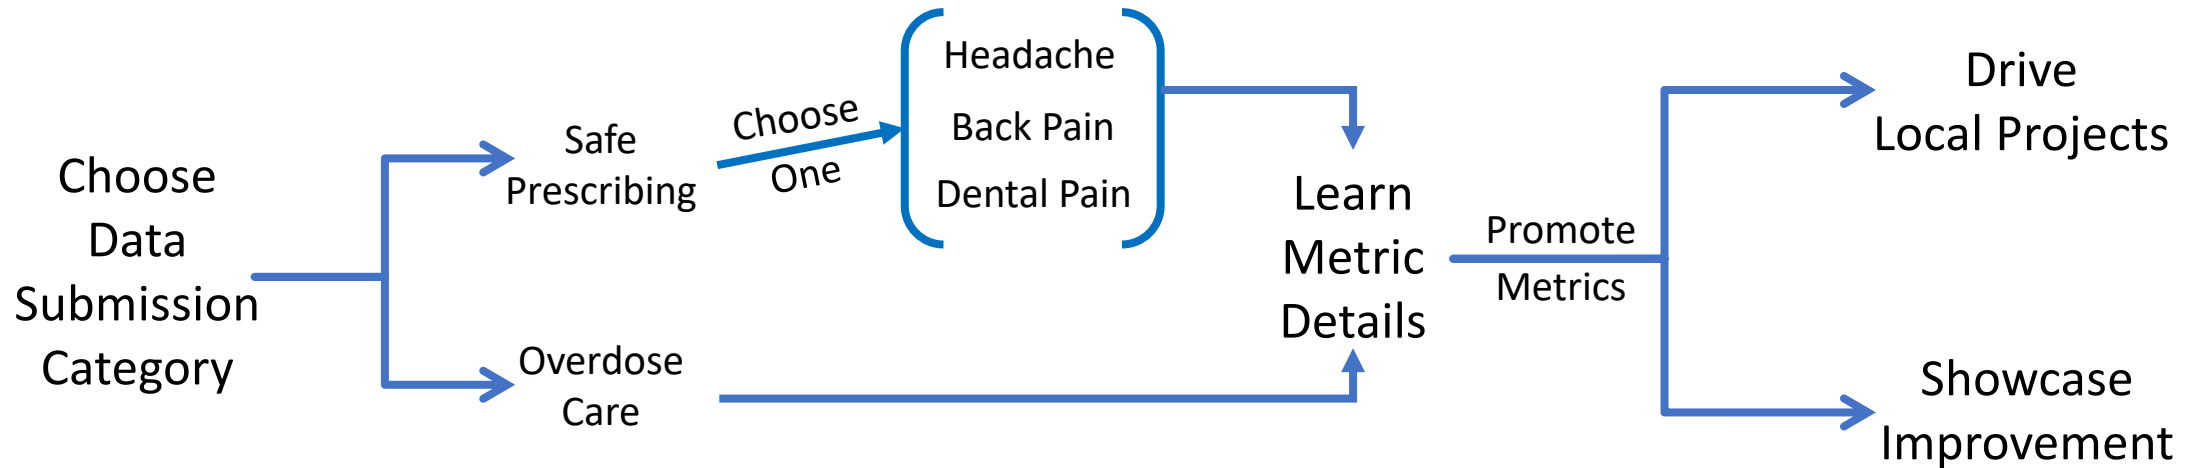 Choose
Data
Submission
Category
Safe
Prescribing
Overdose
Care
Choose
One
Headache
Back Pain
Dental Pain
Learn
Metric
Details
Promote
Metrics
Drive
Local Projects
Showcase
Improvement